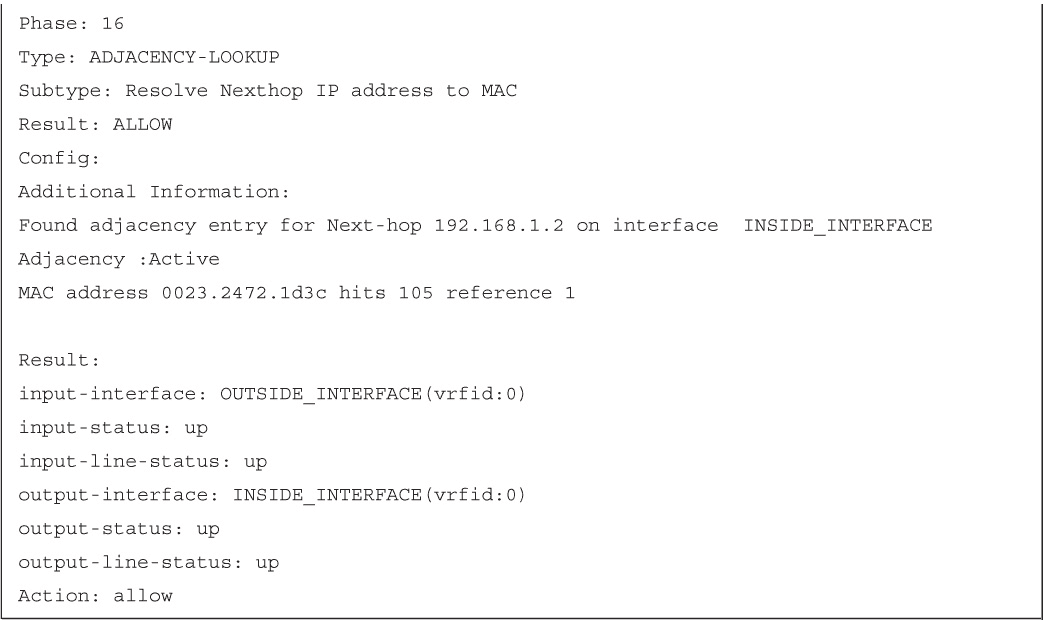 Phase: 16
Type: ADJACENCY-LOOKUP
Subtype: Resolve Nexthop IP address to MAC
Result: ALLOW
Config:
Additional Information:
Found adjacency entry for Next-hop 192.168.1.2 on interface  INSIDE_INTERFACE
Adjacency :Active
MAC address 0023.2472.1d3c hits 105 reference 1

Result:
input-interface: OUTSIDE_INTERFACE(vrfid:0)
input-status: up
input-line-status: up
output-interface: INSIDE_INTERFACE(vrfid:0)
output-status: up
output-line-status: up
Action: allow